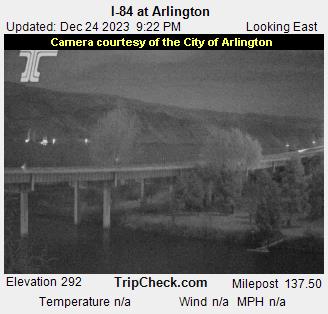 I-84 at Arlington
Updated: Dec 24 2023 9:22 PM Looking East
Camera courtesy of the City of Arlington
Elevation 292 TripCheck.com Milepost 137.50
Temperature n/a Wind n/a MPH n/a